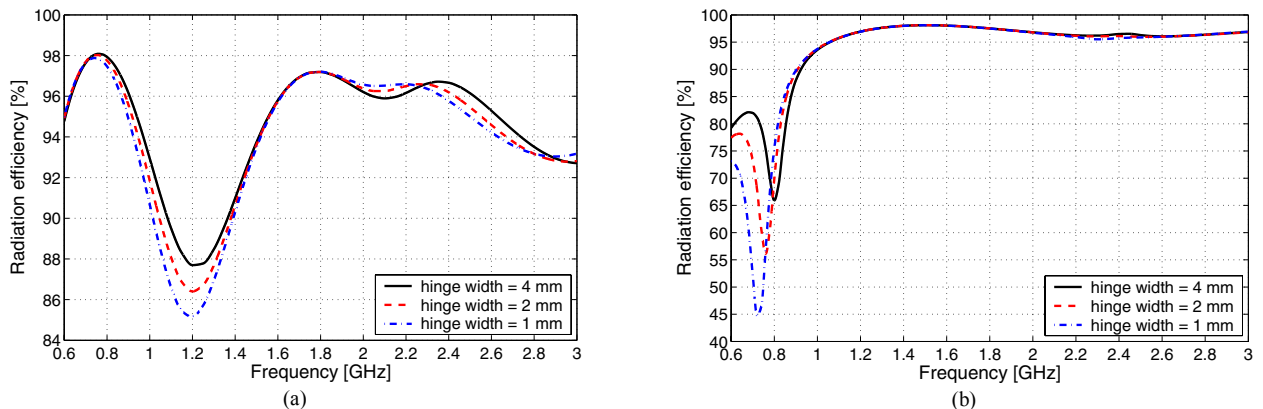 100
98
96
94
92
90
88
86
84
Radiation efficiency [%]
hinge width = 4 mm
hinge width = 2 mm
hinge width = 1 mm
0.6 0.8 1 1.2 1.4 1.6 1.8 2 2.2 2.4 2.6 2.8 3
Frequency [GHz]
(a)
100
95
90
85
80
75
70
65
60
55
50
45
40
Radiation efficiency [%]
hinge width = 4 mm
hinge width = 2 mm
hinge width = 1 mm
0.6 0.8 1 1.2 1.4 1.6 1.8 2 2.2 2.4 2.6 2.8 3
Frequency [GHz]
(b)